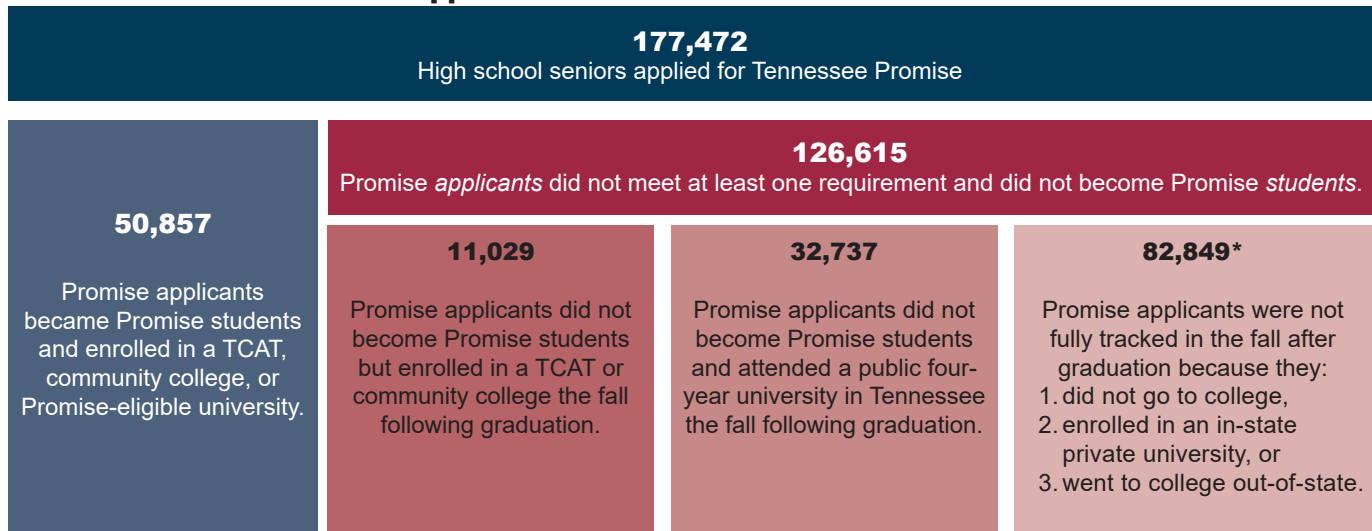 177,472
High school seniors applied for Tennessee Promise
126,615
Promise applicants did not meet at least one requirement and did not become Promise students.
50,857
Promise applicants
became Promise students
and enrolled in a TCAT,
community college, or
Promise-eligible university.
11,029
Promise applicants did not
become Promise students
but enrolled in a TCAT or
community college the fall
following graduation.
32,737
Promise applicants did not
become Promise students
and attended a public four-
year university in Tennessee
the fall following graduation.
82,849*
Promise applicants were not
fully tracked in the fall after
graduation because they:
1. did not go to college,
2. enrolled in an in-state
private university, or
3. went to college out-of-state.